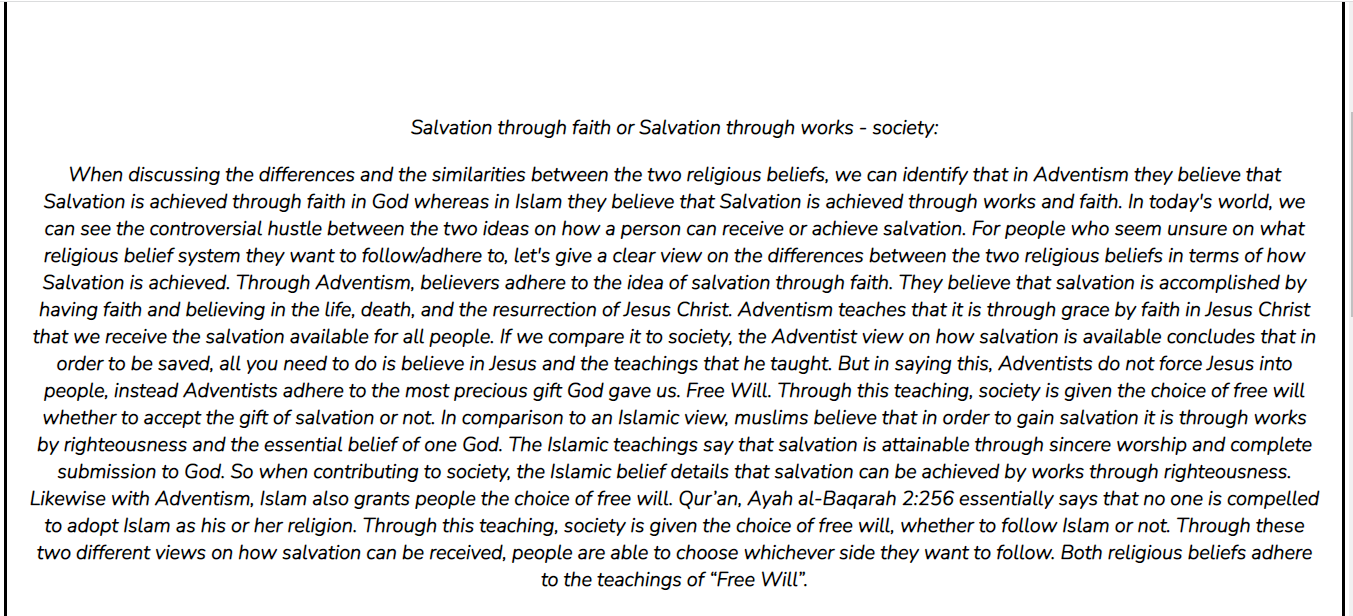 Salvation through faith or Salvation through works - society:
When discussing the differences and the similarities between the two religious beliefs, we can identify that in Adventism they believe that
Salvation is achieved through faith in God whereas in Islam they believe that Salvation is achieved through works and faith. In today's world, we
can see the controversial hustle between the two ideas on how a person can receive or achieve salvation. For people who seem unsure on what
religious belief system they want to follow/adhere to, let's give a clear view on the differences between the two religious beliefs in terms of how
Salvation is achieved. Through Adventism, believers adhere to the idea of salvation through faith. They believe that salvation is accomplished by
having faith and believing in the life, death, and the resurrection of Jesus Christ. Adventism teaches that it is through grace by faith in Jesus Christ
that we receive the salvation available for all people. If we compare it to society, the Adventist view on how salvation is available concludes that in
order to be saved, all you need to do is believe in Jesus and the teachings that he taught. But in saying this, Adventists do not force Jesus into
people, instead Adventists adhere to the most precious gift God gave us. Free Will. Through this teaching, society is given the choice of free will
whether to accept the gift of salvation or not. In comparison to an Islamic view, muslims believe that in order to gain salvation it is through works
by righteousness and the essential belief of one God. The Islamic teachings say that salvation is attainable through sincere worship and complete
submission to God. So when contributing to society, the Islamic belief details that salvation can be achieved by works through righteousness.
Likewise with Adventism, Islam also grants people the choice of free will. Qur’an, Ayah al-Baqarah 2:256 essentially says that no one is compelled
to adopt Islam as his or her religion. Through this teaching, society is given the choice of free will, whether to follow Islam or not. Through these
two different views on how salvation can be received, people are able to choose whichever side they want to follow. Both religious beliefs adhere
to the teachings of “Free Will”.